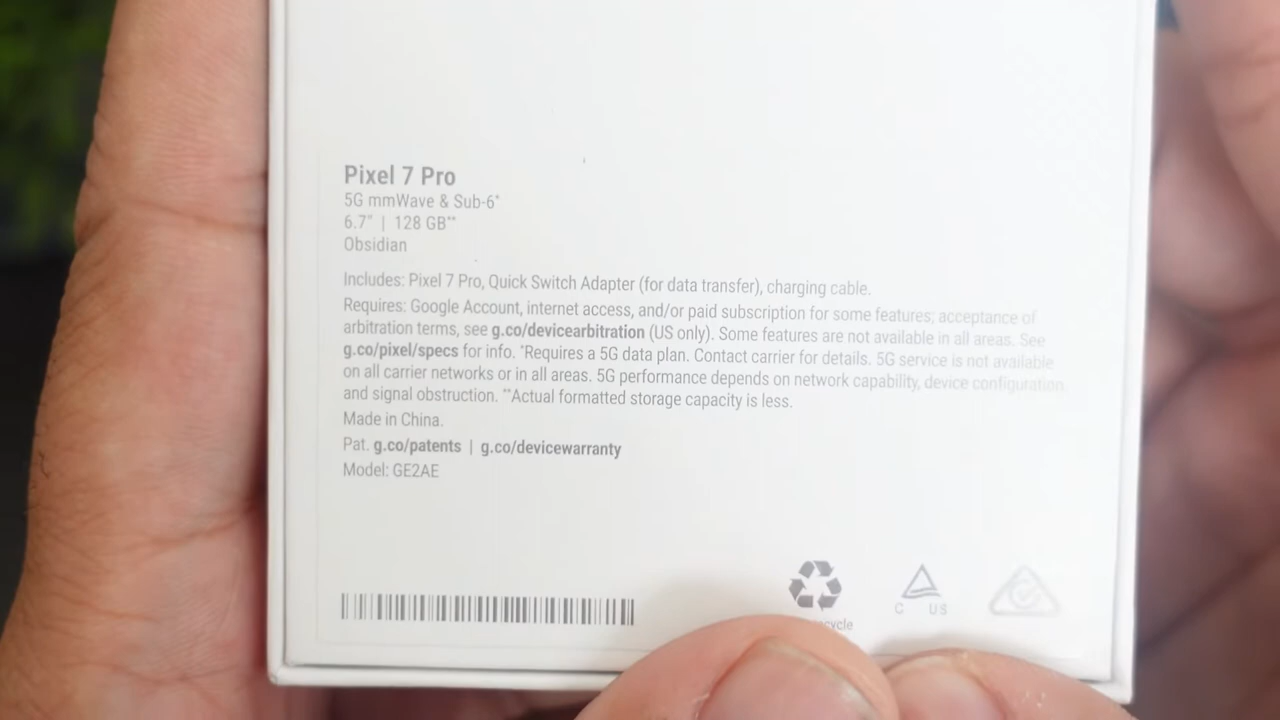 Pixel 7 Pro
5G mmWave & Sub-6*
6.7" | 128 GB**
Obsidian
Includes: Pixel 7 Pro, Quick Switch Adapter (for data transfer), charging cable.
Requires: Google Account, internet access, and/or paid subscription for some features; acceptance of
arbitration terms, see g.co/devicearbitration (US only). Some features are not available in all areas. See
g.co/pixel/specs for info. *Requires a 5G data plan. Contact carrier for details. 5G service is not available
on all carrier networks or in all areas. 5G performance depends on network capability, device configuration
and signal obstruction. **Actual formatted storage capacity is less.
Made in China.
Pat. g.co/patents | g.co/devicewarranty
Model: GE2AE
C US